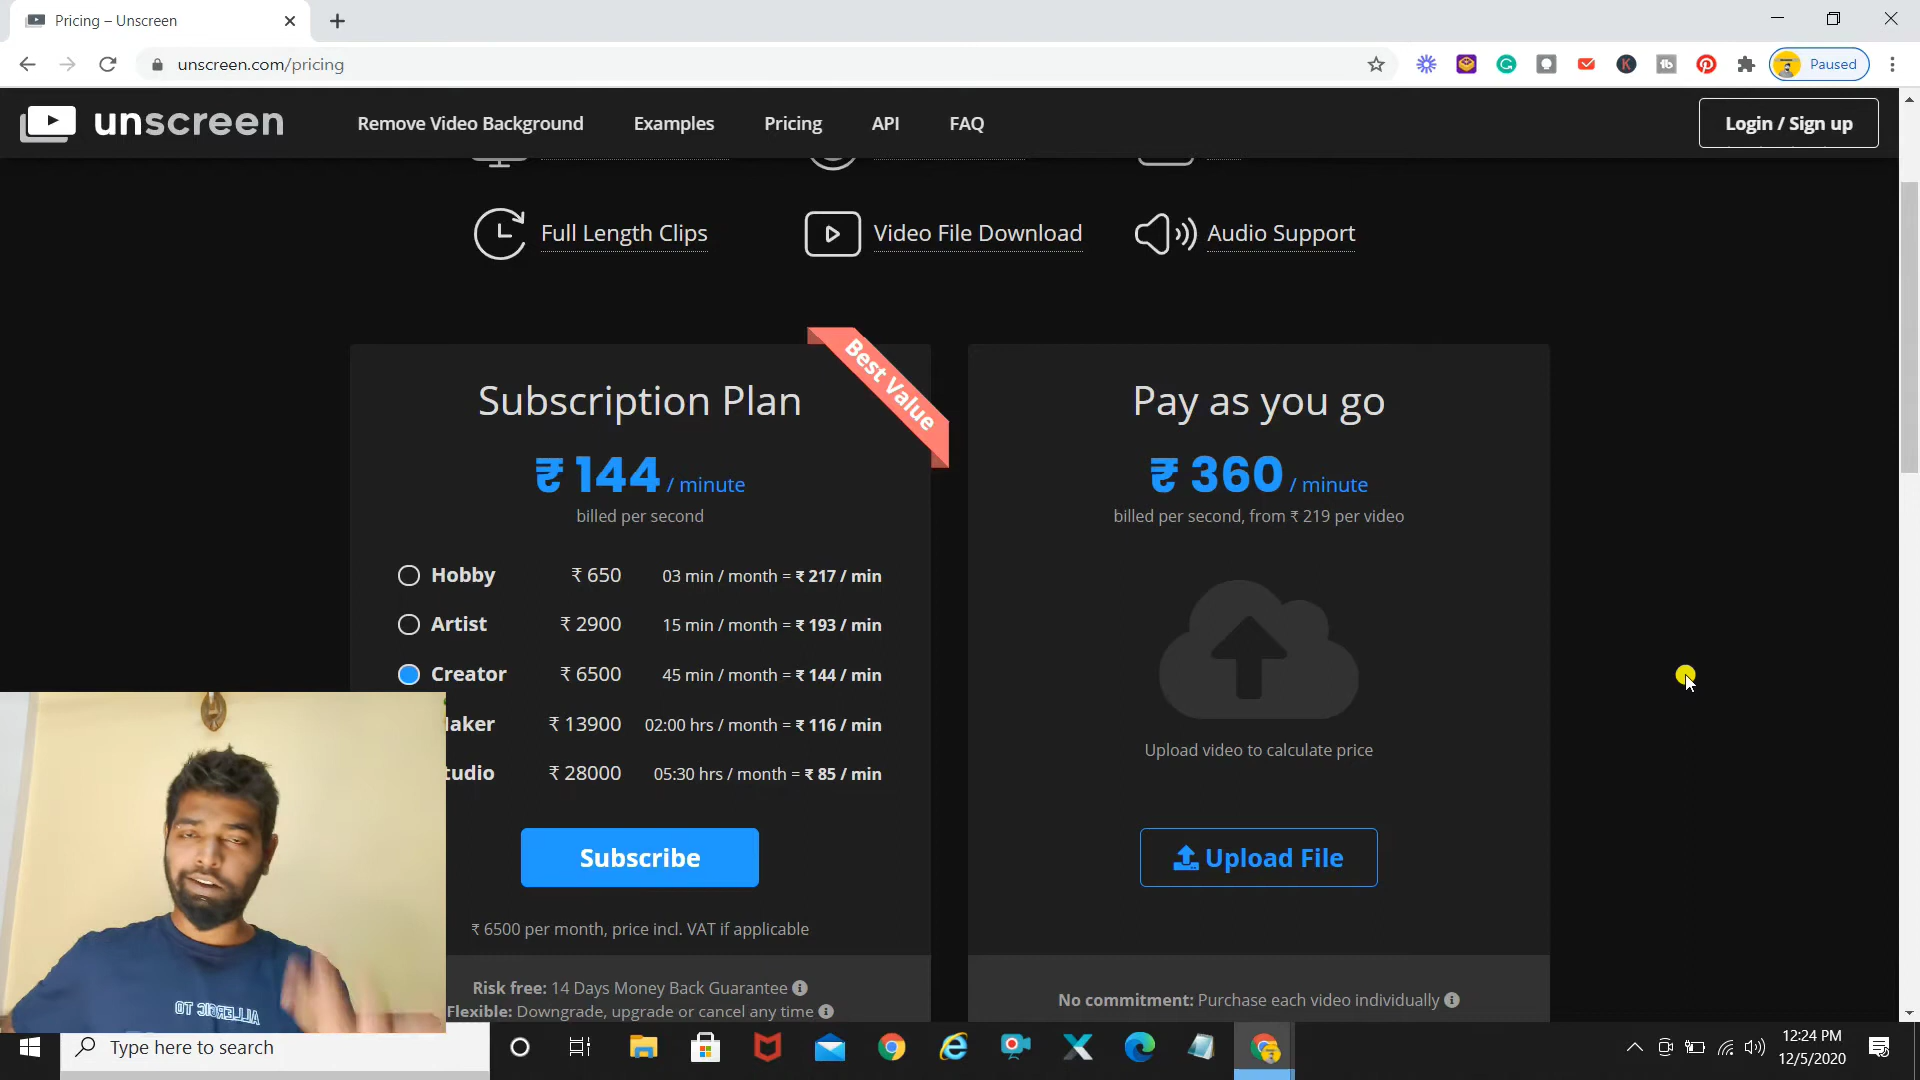 Pricing – Unscreen
unscreen.com/pricing
Paused
unscreen
Remove Video Background
Examples
Pricing
API
FAQ
Login / Sign up
Full Length Clips
Video File Download
Audio Support
Best Value
Subscription Plan
₹ 144 / minute
billed per second
Hobby ₹ 650 03 min / month = ₹ 217 / min
Artist ₹ 2900 15 min / month = ₹ 193 / min
Creator ₹ 6500 45 min / month = ₹ 144 / min
aker ₹ 13900 02:00 hrs / month = ₹ 116 / min
tudio ₹ 28000 05:30 hrs / month = ₹ 85 / min
Subscribe
₹ 6500 per month, price incl. VAT if applicable
Risk free: 14 Days Money Back Guarantee
Flexible: Downgrade, upgrade or cancel any time
Pay as you go
₹ 360 / minute
billed per second, from ₹ 219 per video
Upload video to calculate price
Upload File
No commitment: Purchase each video individually
ALLERGIC TO
Type here to search
12:24 PM
12/5/2020